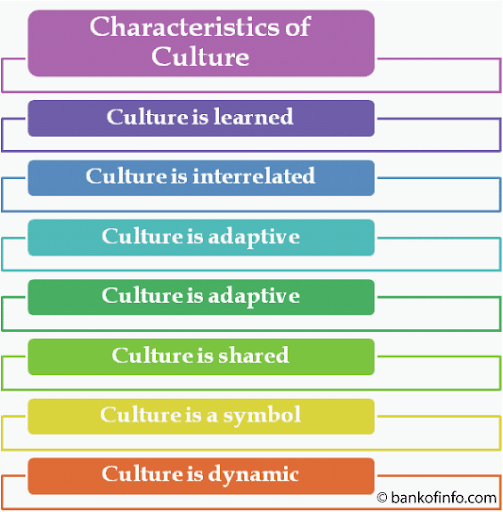 Characteristics of
Culture
Culture is learned
Culture is interrelated
Culture is adaptive
Culture is adaptive
Culture is shared
Culture is a symbol
Culture is dynamic
© bankofinfo.com